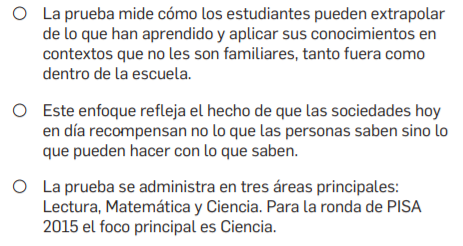 La prueba mide cómo los estudiantes pueden extrapolar
de lo que han aprendido y aplicar sus conocimientos en
contextos que no les son familiares, tanto fuera como
dentro de la escuela.
Este enfoque refleja el hecho de que las sociedades hoy
en día recompensan no lo que las personas saben sino lo
que pueden hacer con lo que saben.
La prueba se administra en tres áreas principales:
Lectura, Matemática y Ciencia. Para la ronda de PISA
2015 el foco principal es Ciencia.